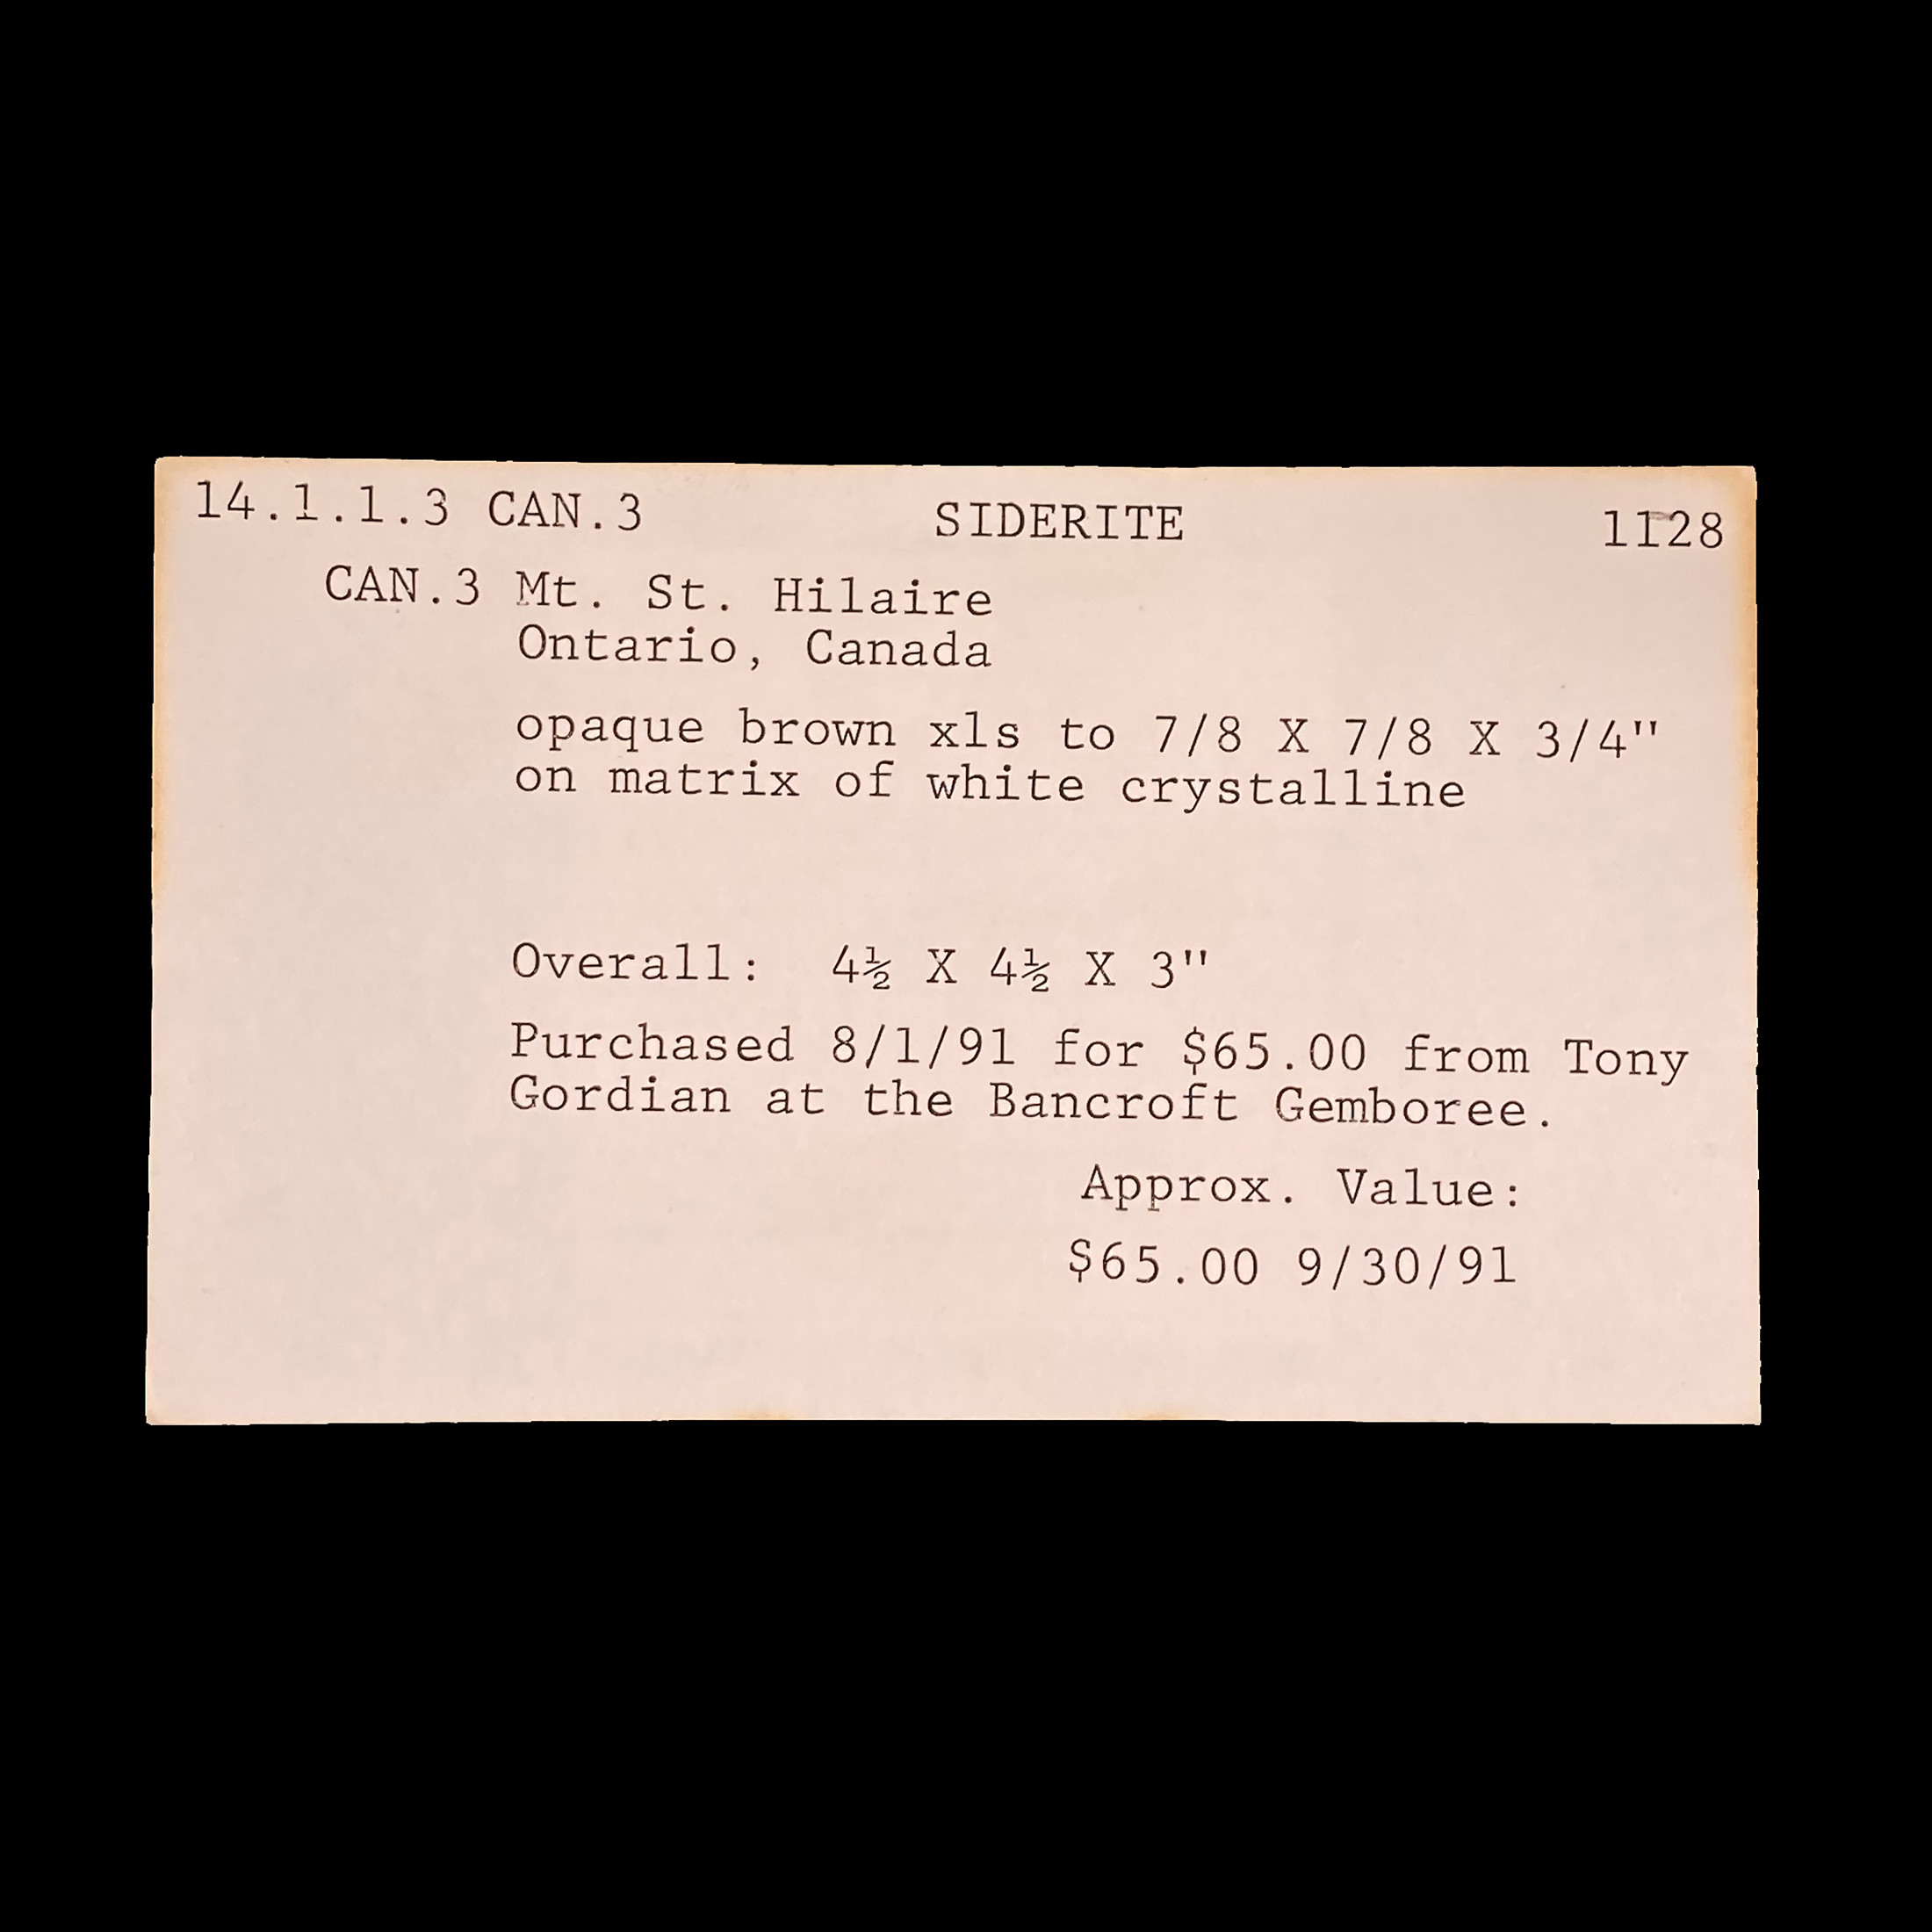 14.1.1.3 CAN.3 SIDERITE 1128
CAN.3 Mt. St. Hilaire
Ontario, Canada
opaque brown xls to 7/8 X 7/8 X 3/4"
on matrix of white crystalline
Overall: 4½ X 4½ X 3"
Purchased 8/1/91 for $65.00 from Tony
Gordian at the Bancroft Gemboree.
Approx. Value:
$65.00 9/30/91